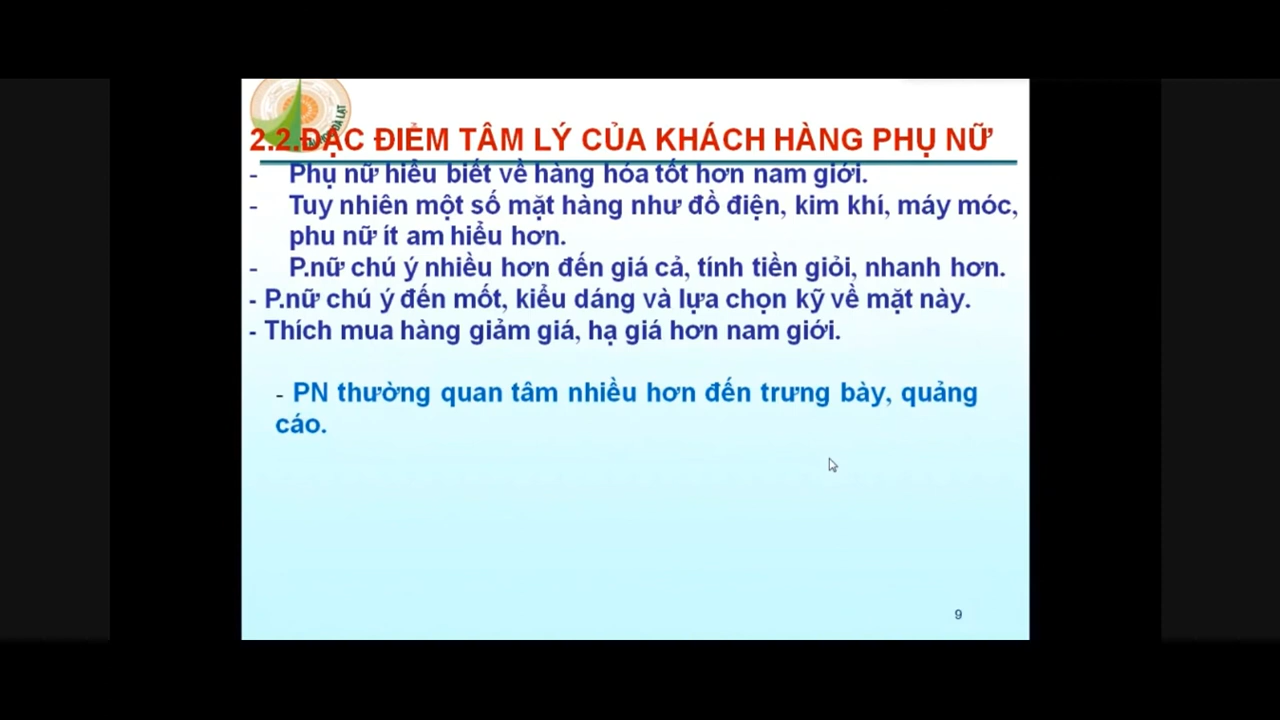 2.2.ĐẶC ĐIỂM TÂM LÝ CỦA KHÁCH HÀNG PHỤ NỮ
- Phụ nữ hiểu biết về hàng hóa tốt hơn nam giới.
- Tuy nhiên một số mặt hàng như đồ điện, kim khí, máy móc,
phu nữ ít am hiểu hơn.
- P.nữ chú ý nhiều hơn đến giá cả, tính tiền giỏi, nhanh hơn.
- P.nữ chú ý đến mốt, kiểu dáng và lựa chọn kỹ về mặt này.
- Thích mua hàng giảm giá, hạ giá hơn nam giới.
- PN thường quan tâm nhiều hơn đến trưng bày, quảng
cáo.
9